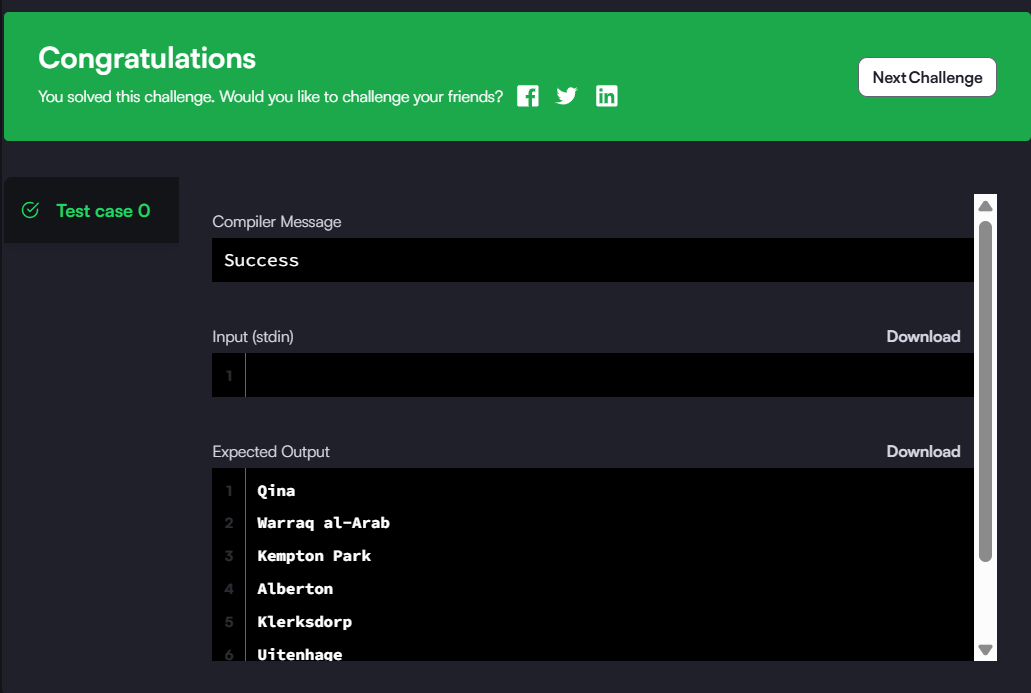 Congratulations
You solved this challenge. Would you like to challenge your friends?
Next Challenge
Test case 0
Compiler Message
Success
Input (stdin)
Download
1
Expected Output
Download
1 Qina
2 Warraq al-Arab
3 Kempton Park
4 Alberton
5 Klerksdorp
6 Uitenhage